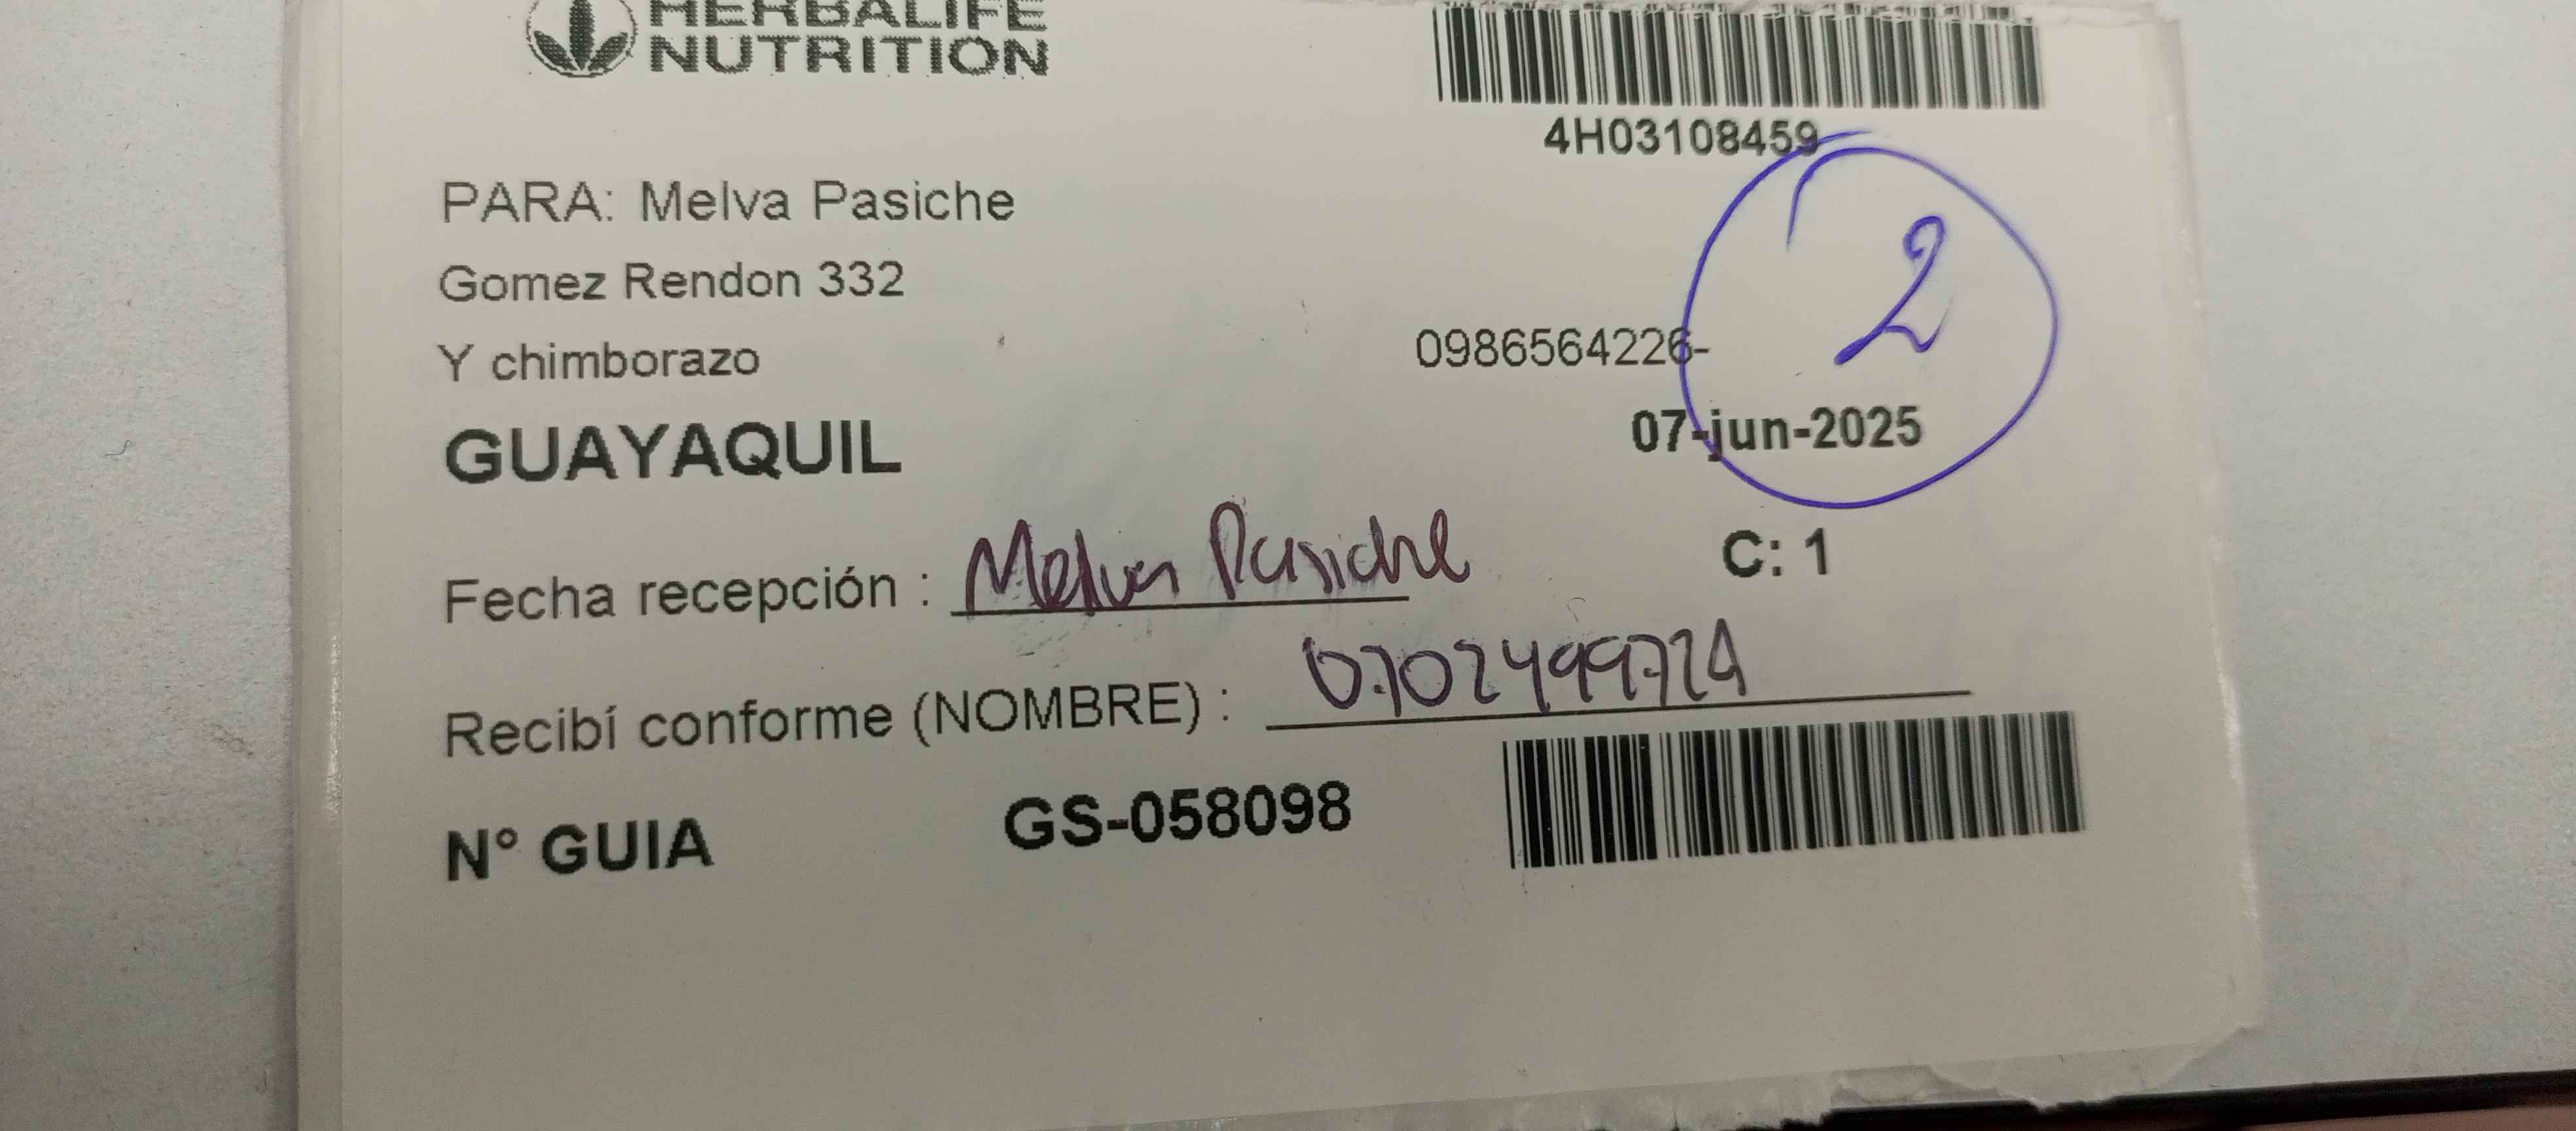 HERBALIFE
NUTRITION
4H03108459
PARA: Melva Pasiche
Gomez Rendon 332
2
Y chimborazo
0986564226-
GUAYAQUIL
07-jun-2025
Fecha recepción : Melva Pasiche
C: 1
Recibí conforme (NOMBRE) : 0702499724
N° GUIA GS-058098